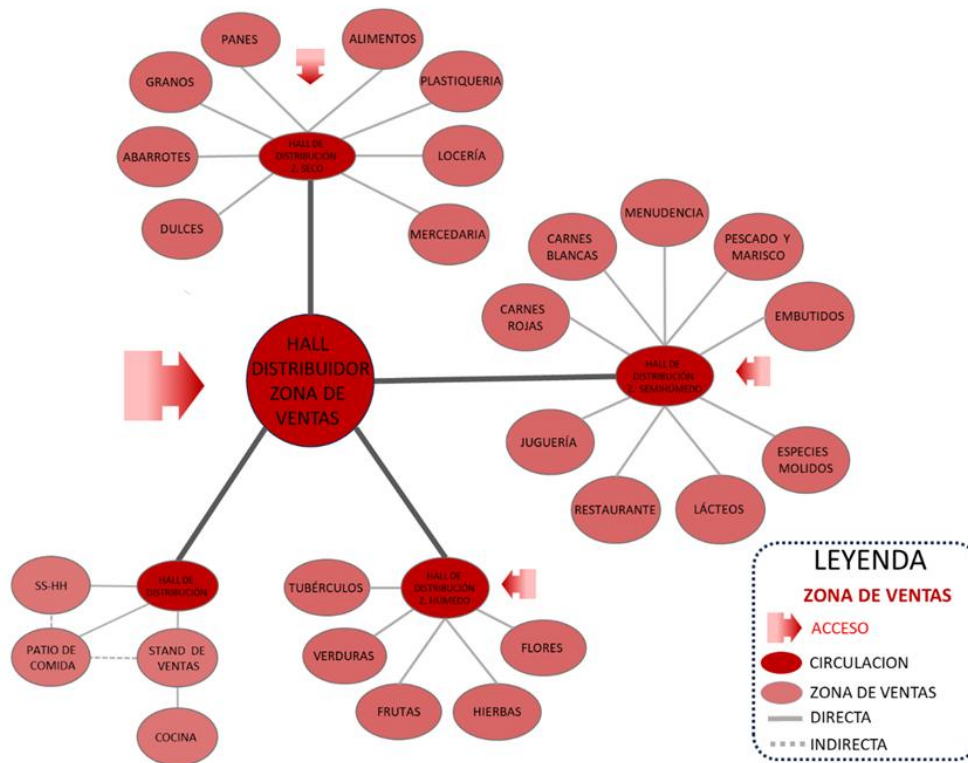 PANES
ALIMENTOS
GRANOS
PLASTIQUERIA
ABARROTES
HALL DE
DISTRIBUCIÓN
Z. SECO
LOCERÍA
DULCES
MERCEDARIA
MENUDENCIA
CARNES
BLANCAS
PESCADO Y
MARISCO
CARNES
ROJAS
EMBUTIDOS
HALL DE
DISTRIBUCIÓN
Z. SEMIHÚMEDO
HALL
DISTRIBUIDOR
ZONA DE
VENTAS
JUGUERÍA
ESPECIES
MOLIDOS
RESTAURANTE
LÁCTEOS
SS-HH
HALL DE
DISTRIBUCIÓN
PATIO DE
COMIDA
STAND DE
VENTAS
COCINA
TUBÉRCULOS
HALL DE
DISTRIBUCIÓN
Z. HÚMEDO
VERDURAS
FLORES
FRUTAS
HIERBAS
LEYENDA
ZONA DE VENTAS
ACCESO
CIRCULACION
ZONA DE VENTAS
DIRECTA
INDIRECTA